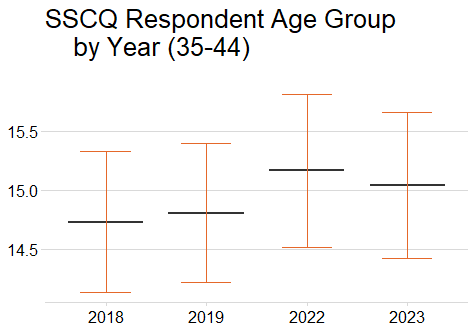 SSCQ Respondent Age Group
by Year (35-44)
15.5
15.0
14.5
2018 2019 2022 2023